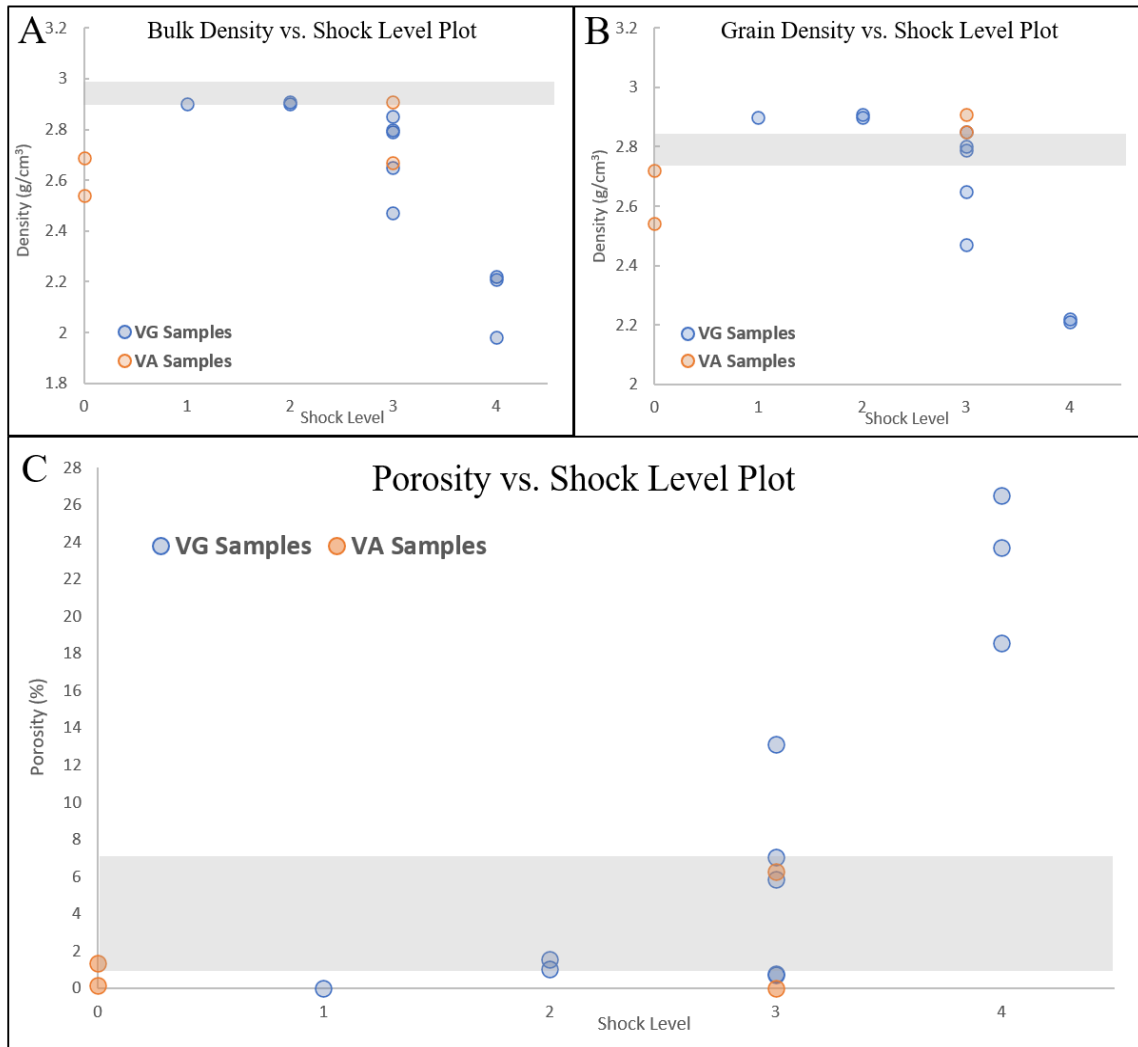 A
Bulk Density vs. Shock Level Plot
3.2
3
2.8
2.6
2.4
2.2
2
1.8
Density (g/cm³)
VG Samples
VA Samples
0 1 2 3 4
Shock Level
B
Grain Density vs. Shock Level Plot
3.2
3
2.8
2.6
2.4
2.2
2
Density (g/cm³)
VG Samples
VA Samples
0 1 2 3 4
Shock Level
C
Porosity vs. Shock Level Plot
28
26
24
22
20
18
16
14
12
10
8
6
4
2
0
Porosity (%)
VG Samples VA Samples
0 1 2 3 4
Shock Level